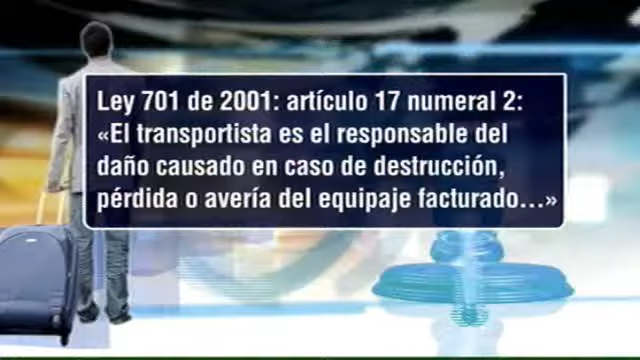 Ley 701 de 2001: artículo 17 numeral 2:
«El transportista es el responsable del
daño causado en caso de destrucción,
pérdida o avería del equipaje facturado...»